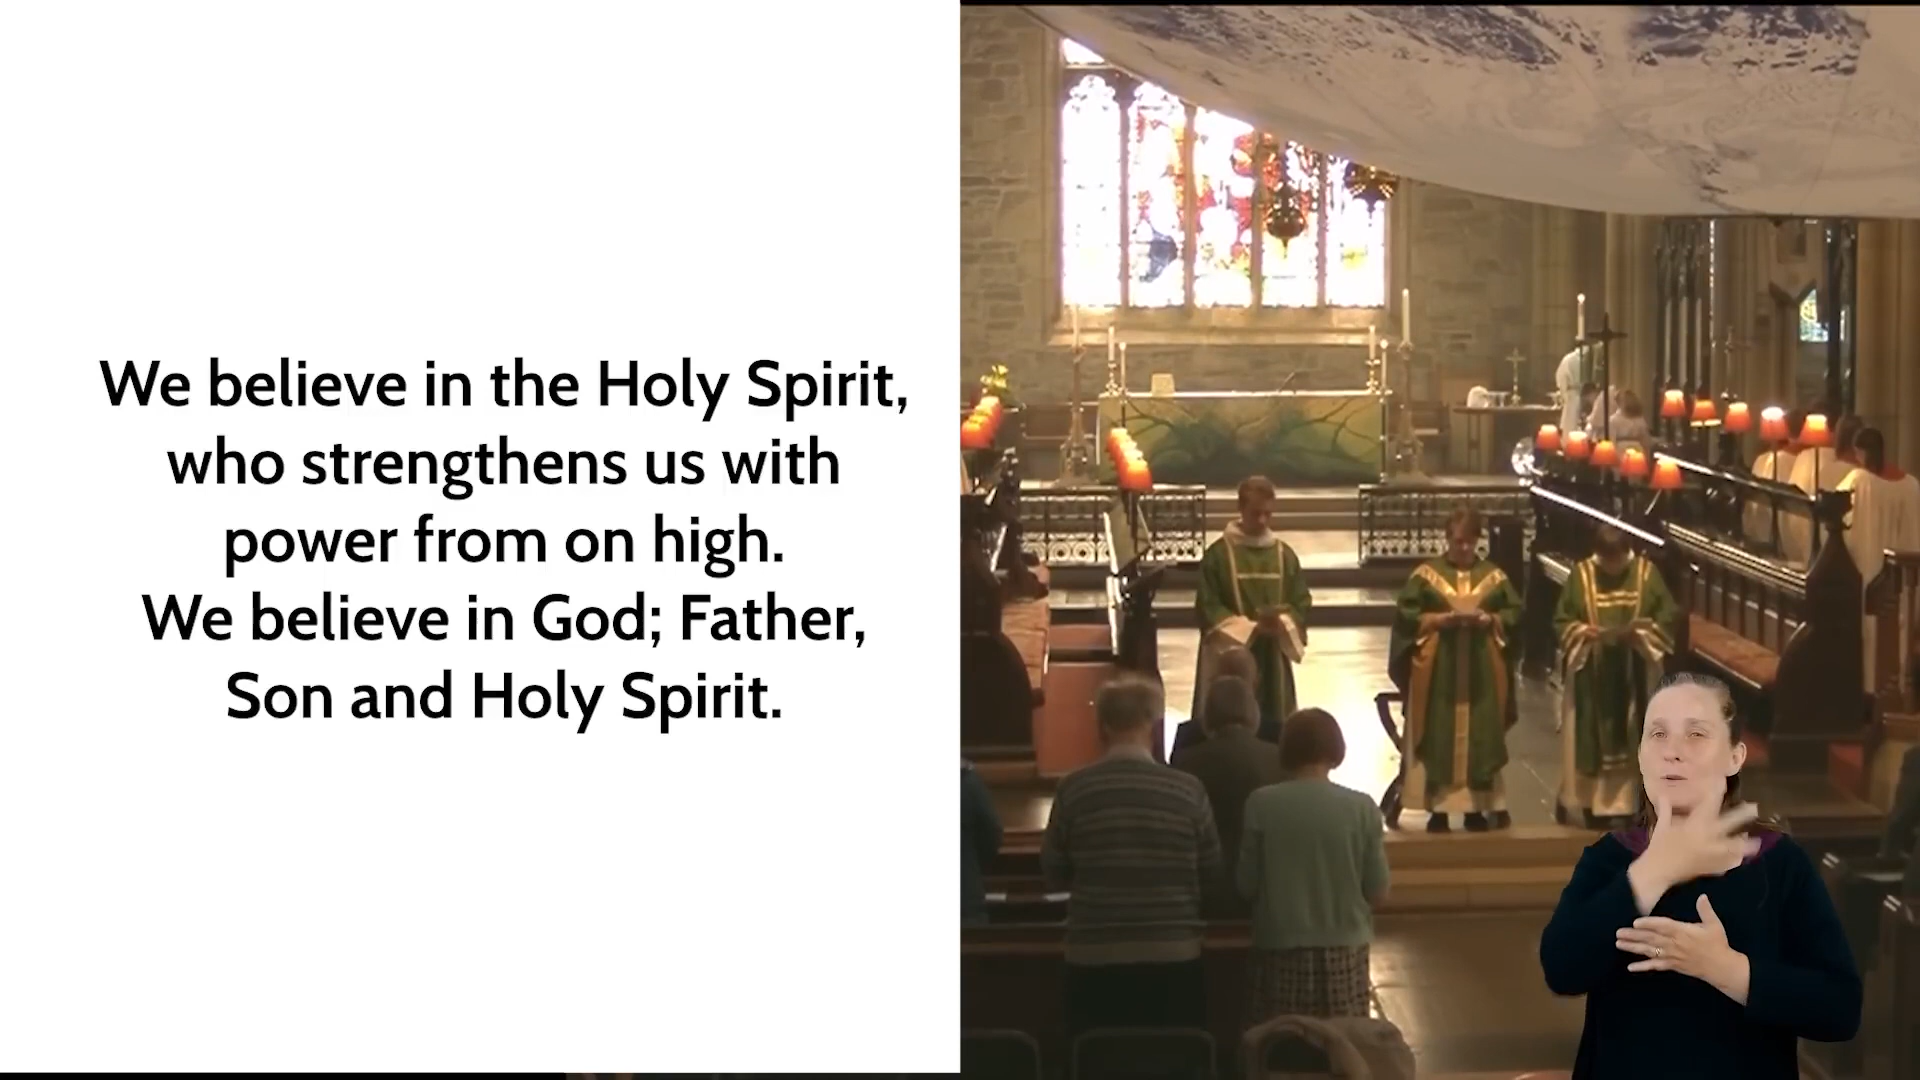 We believe in the Holy Spirit,
who strengthens us with
power from on high.
We believe in God; Father,
Son and Holy Spirit.